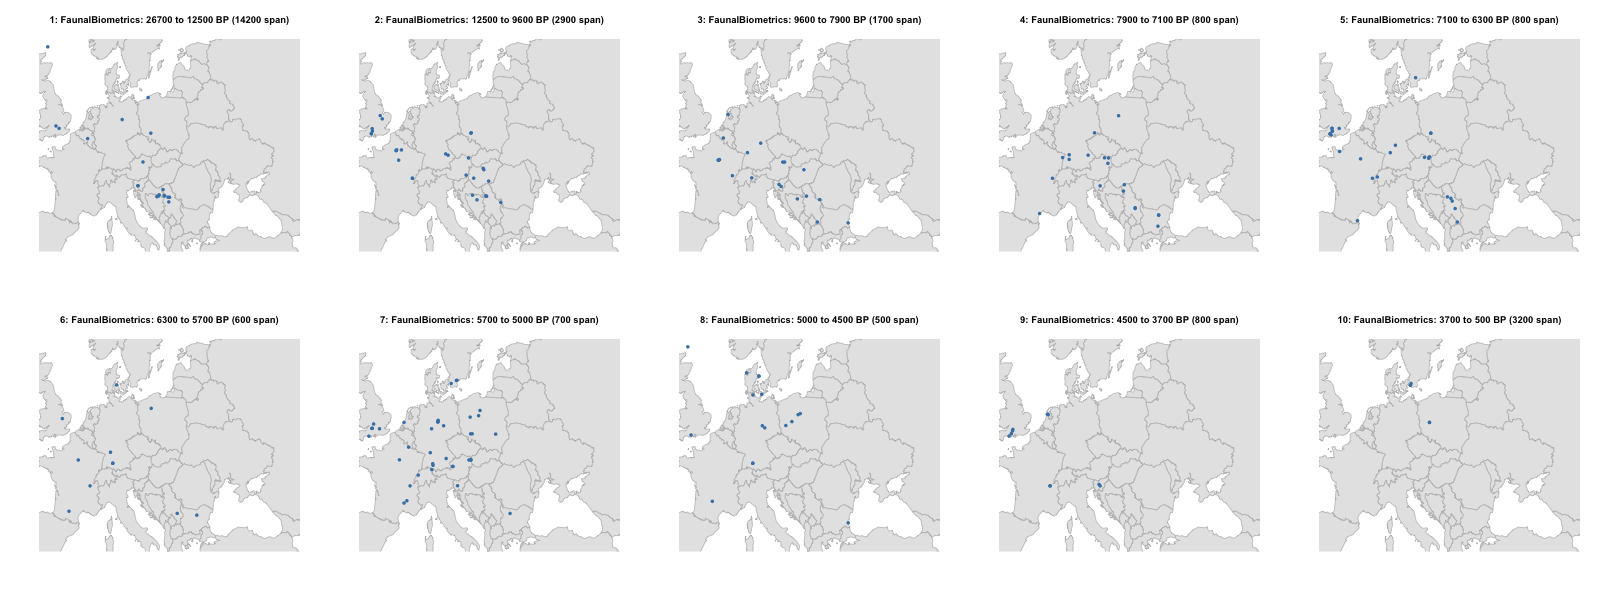 1: FaunalBiometrics: 26700 to 12500 BP (14200 span)
2: FaunalBiometrics: 12500 to 9600 BP (2900 span)
3: FaunalBiometrics: 9600 to 7900 BP (1700 span)
4: FaunalBiometrics: 7900 to 7100 BP (800 span)
5: FaunalBiometrics: 7100 to 6300 BP (800 span)
6: FaunalBiometrics: 6300 to 5700 BP (600 span)
7: FaunalBiometrics: 5700 to 5000 BP (700 span)
8: FaunalBiometrics: 5000 to 4500 BP (500 span)
9: FaunalBiometrics: 4500 to 3700 BP (800 span)
10: FaunalBiometrics: 3700 to 500 BP (3200 span)